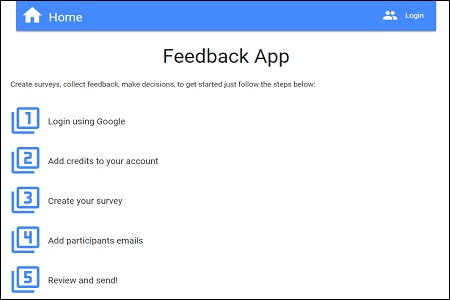 Home
Login
Feedback App
Create surveys, collect feedback, make decisions, to get started just follow the steps below:
1 Login using Google
2 Add credits to your account
3 Create your survey
4 Add participants emails
5 Review and send!